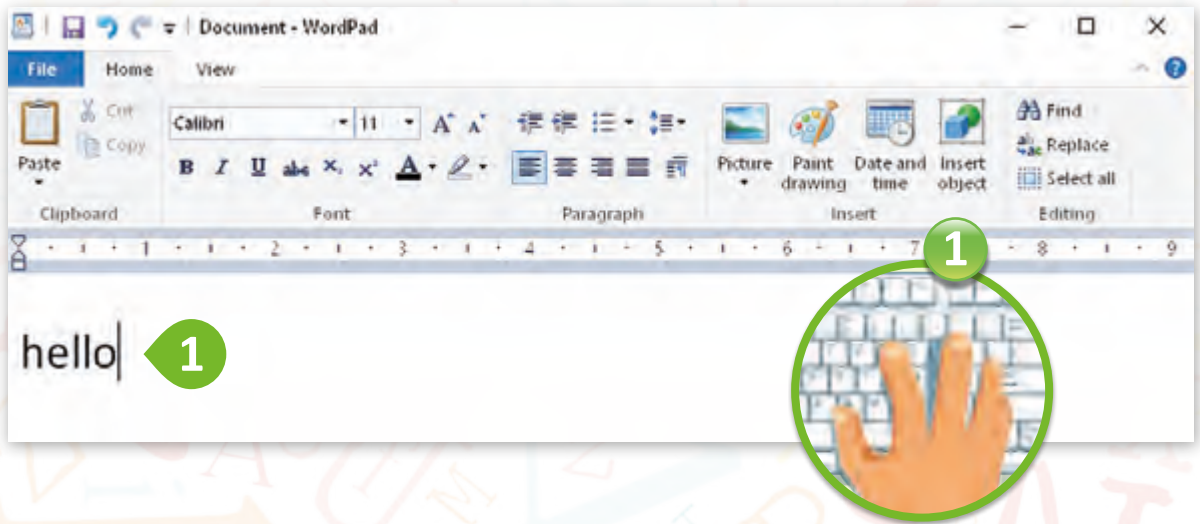 Document - WordPad
File Home View
Cut
Calibri 11 A A Find
Copy Replace
Paste B I U abc X₂ X² A Picture Paint drawing Date and time Insert object Select all
Clipboard Font Paragraph Insert Editing
1 2 3 4 5 6 7 8 9
1
hello 1